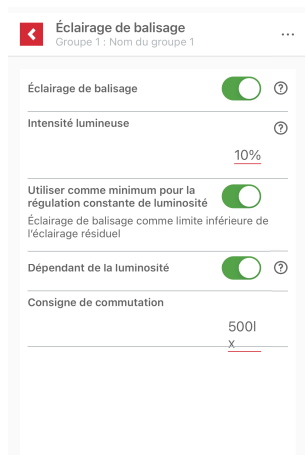 Éclairage de balisage
Groupe 1 : Nom du groupe 1
Éclairage de balisage
Intensité lumineuse
10%
Utiliser comme minimum pour la
régulation constante de luminosité
Éclairage de balisage comme limite inférieure de
l'éclairage résiduel
Dépendant de la luminosité
Consigne de commutation
500l
x